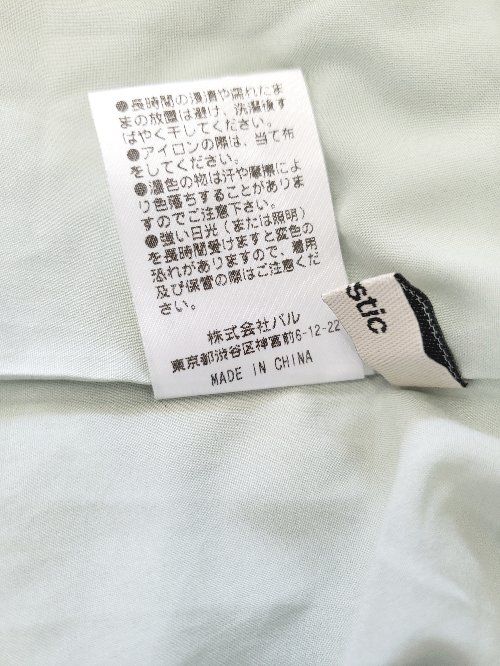 ●長時間の浸漬や濡れたま
まの放置は避け、洗濯後す
ばやく干してください。
●アイロンの際は、当て布
をしてください。
●濃色の物は汗や摩擦によ
り色落ちすることがありま
すのでご注意下さい。
●強い日光（または照明）
を長時間受けますと変色の
恐れがありますので、着用
及び保管の際はご注意くだ
さい。
株式会社バル
東京都渋谷区神宮前6-12-22
MADE IN CHINA
stic